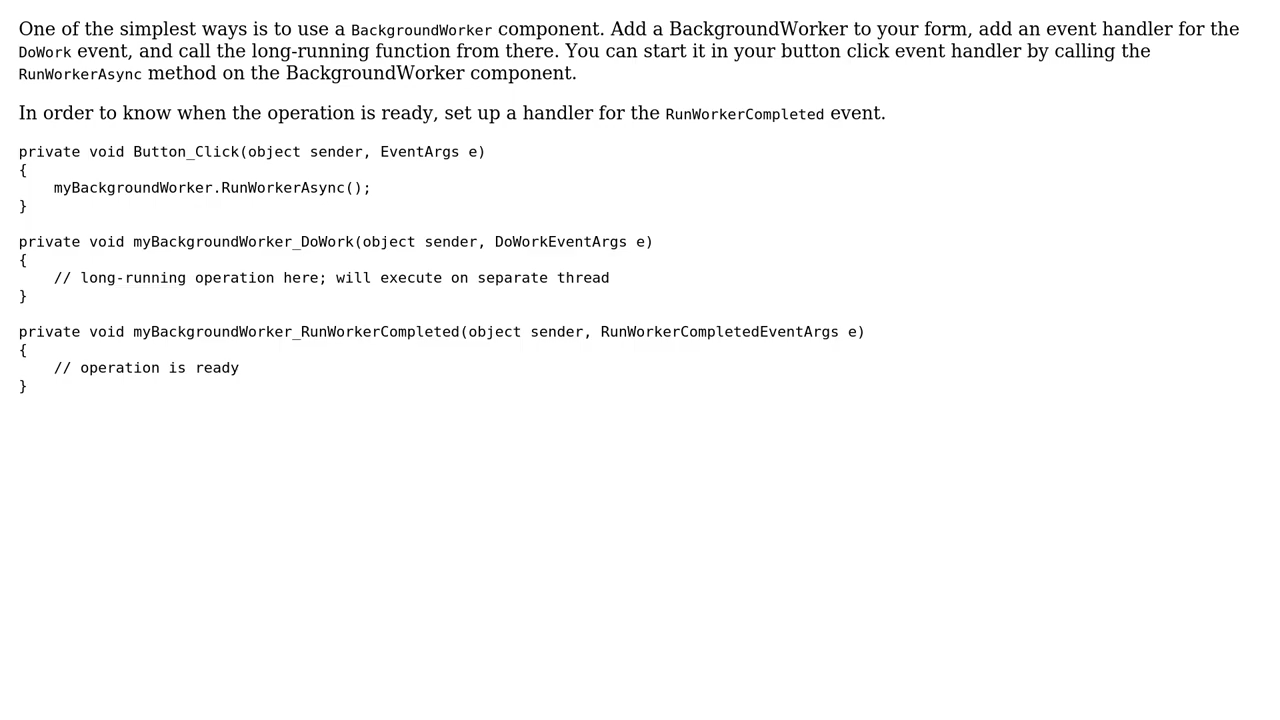 One of the simplest ways is to use a BackgroundWorker component. Add a BackgroundWorker to your form, add an event handler for the
DoWork event, and call the long-running function from there. You can start it in your button click event handler by calling the
RunWorkerAsync method on the BackgroundWorker component.
In order to know when the operation is ready, set up a handler for the RunWorkerCompleted event.
private void Button_Click(object sender, EventArgs e)
{
    myBackgroundWorker.RunWorkerAsync();
}
private void myBackgroundWorker_DoWork(object sender, DoWorkEventArgs e)
{
    // long-running operation here; will execute on separate thread
}
private void myBackgroundWorker_RunWorkerCompleted(object sender, RunWorkerCompletedEventArgs e)
{
    // operation is ready
}